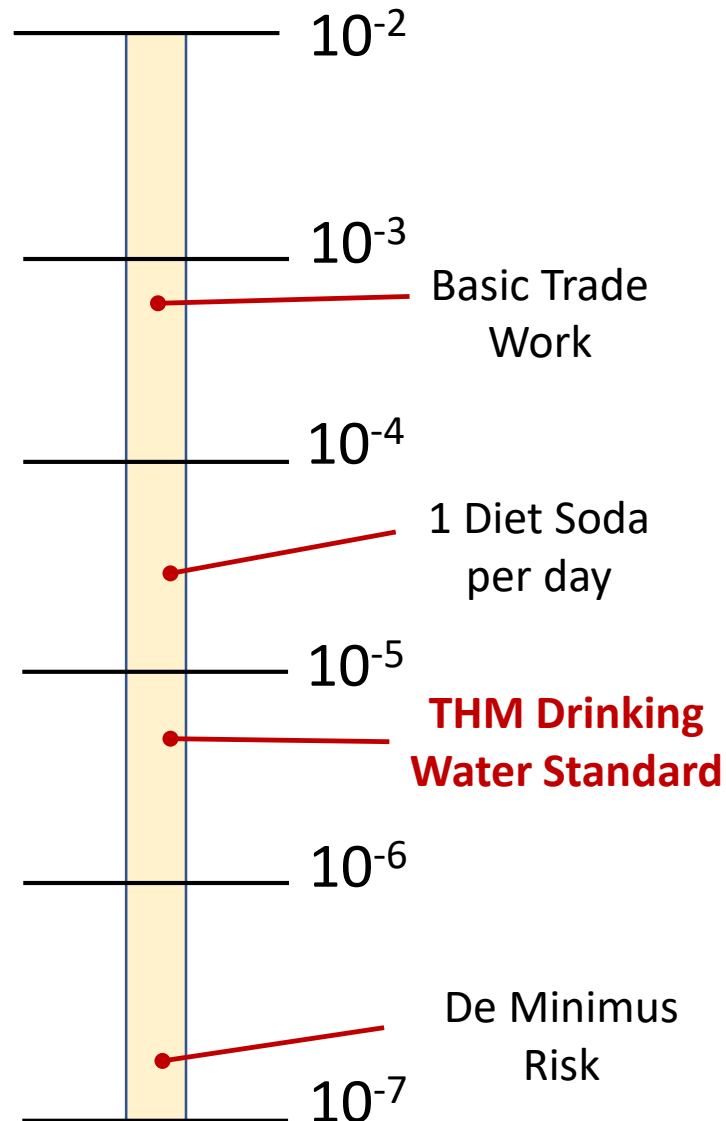 10⁻²
10⁻³
Basic Trade
Work
10⁻⁴
1 Diet Soda
per day
10⁻⁵
THM Drinking
Water Standard
10⁻⁶
De Minimus
Risk
10⁻⁷